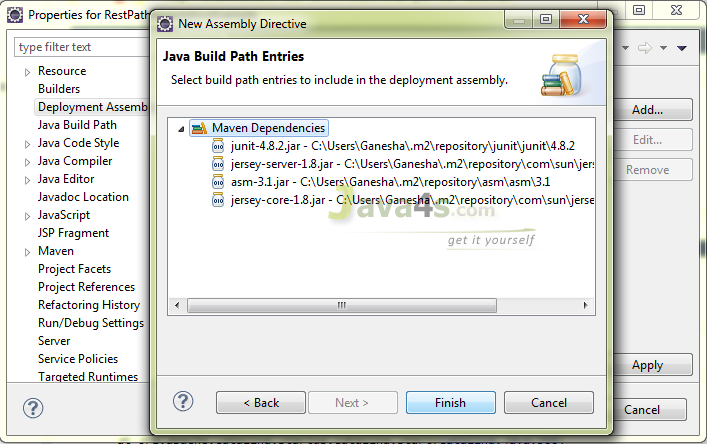 Properties for RestPath
type filter text
Resource
Builders
Deployment Assemb
Java Build Path
Java Code Style
Java Compiler
Java Editor
Javadoc Location
JavaScript
JSP Fragment
Maven
Project Facets
Project References
Refactoring History
Run/Debug Settings
Server
Service Policies
Targeted Runtimes
Add...
Edit...
Remove
Apply
Cancel
New Assembly Directive
Java Build Path Entries
Select build path entries to include in the deployment assembly.
Maven Dependencies
junit-4.8.2.jar - C:\Users\Ganesha\.m2\repository\junit\junit\4.8.2
jersey-server-1.8.jar - C:\Users\Ganesha\.m2\repository\com\sun\jerse
asm-3.1.jar - C:\Users\Ganesha\.m2\repository\asm\asm\3.1
jersey-core-1.8.jar - C:\Users\Ganesha\.m2\repository\com\sun\jerse
Java4s.com
get it yourself
< Back
Next >
Finish
Cancel